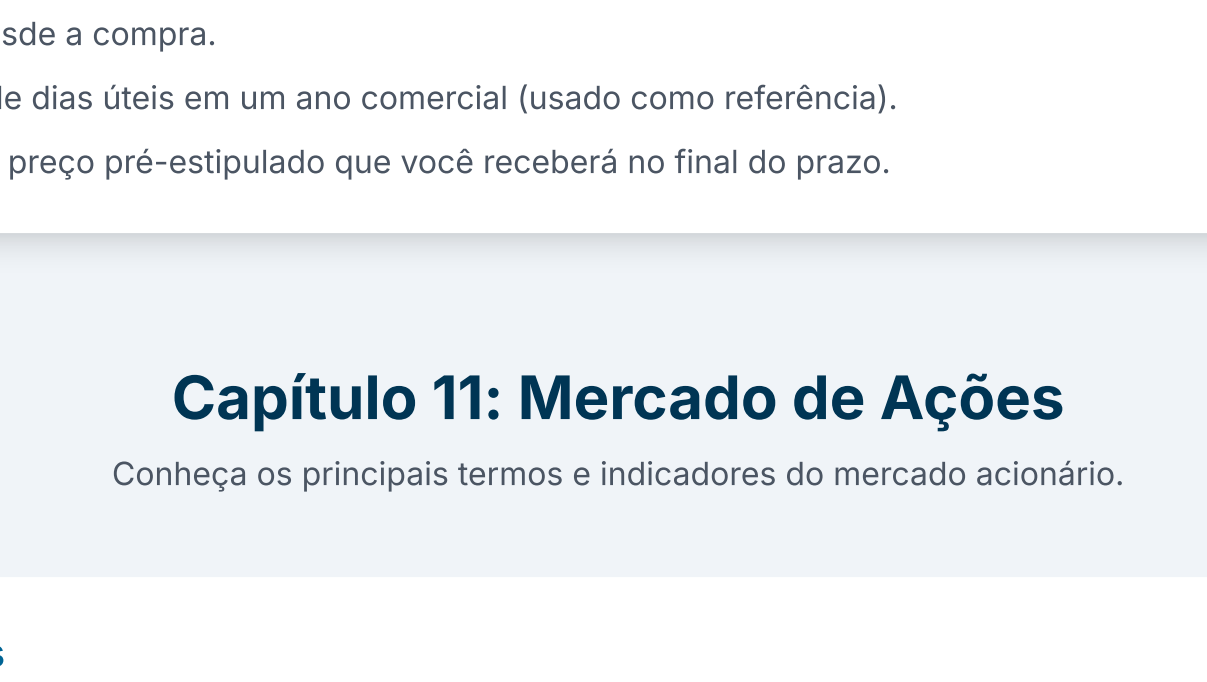 sde a compra.
e dias úteis em um ano comercial (usado como referência).
preço pré-estipulado que você receberá no final do prazo.
Capítulo 11: Mercado de Ações
Conheça os principais termos e indicadores do mercado acionário.
s